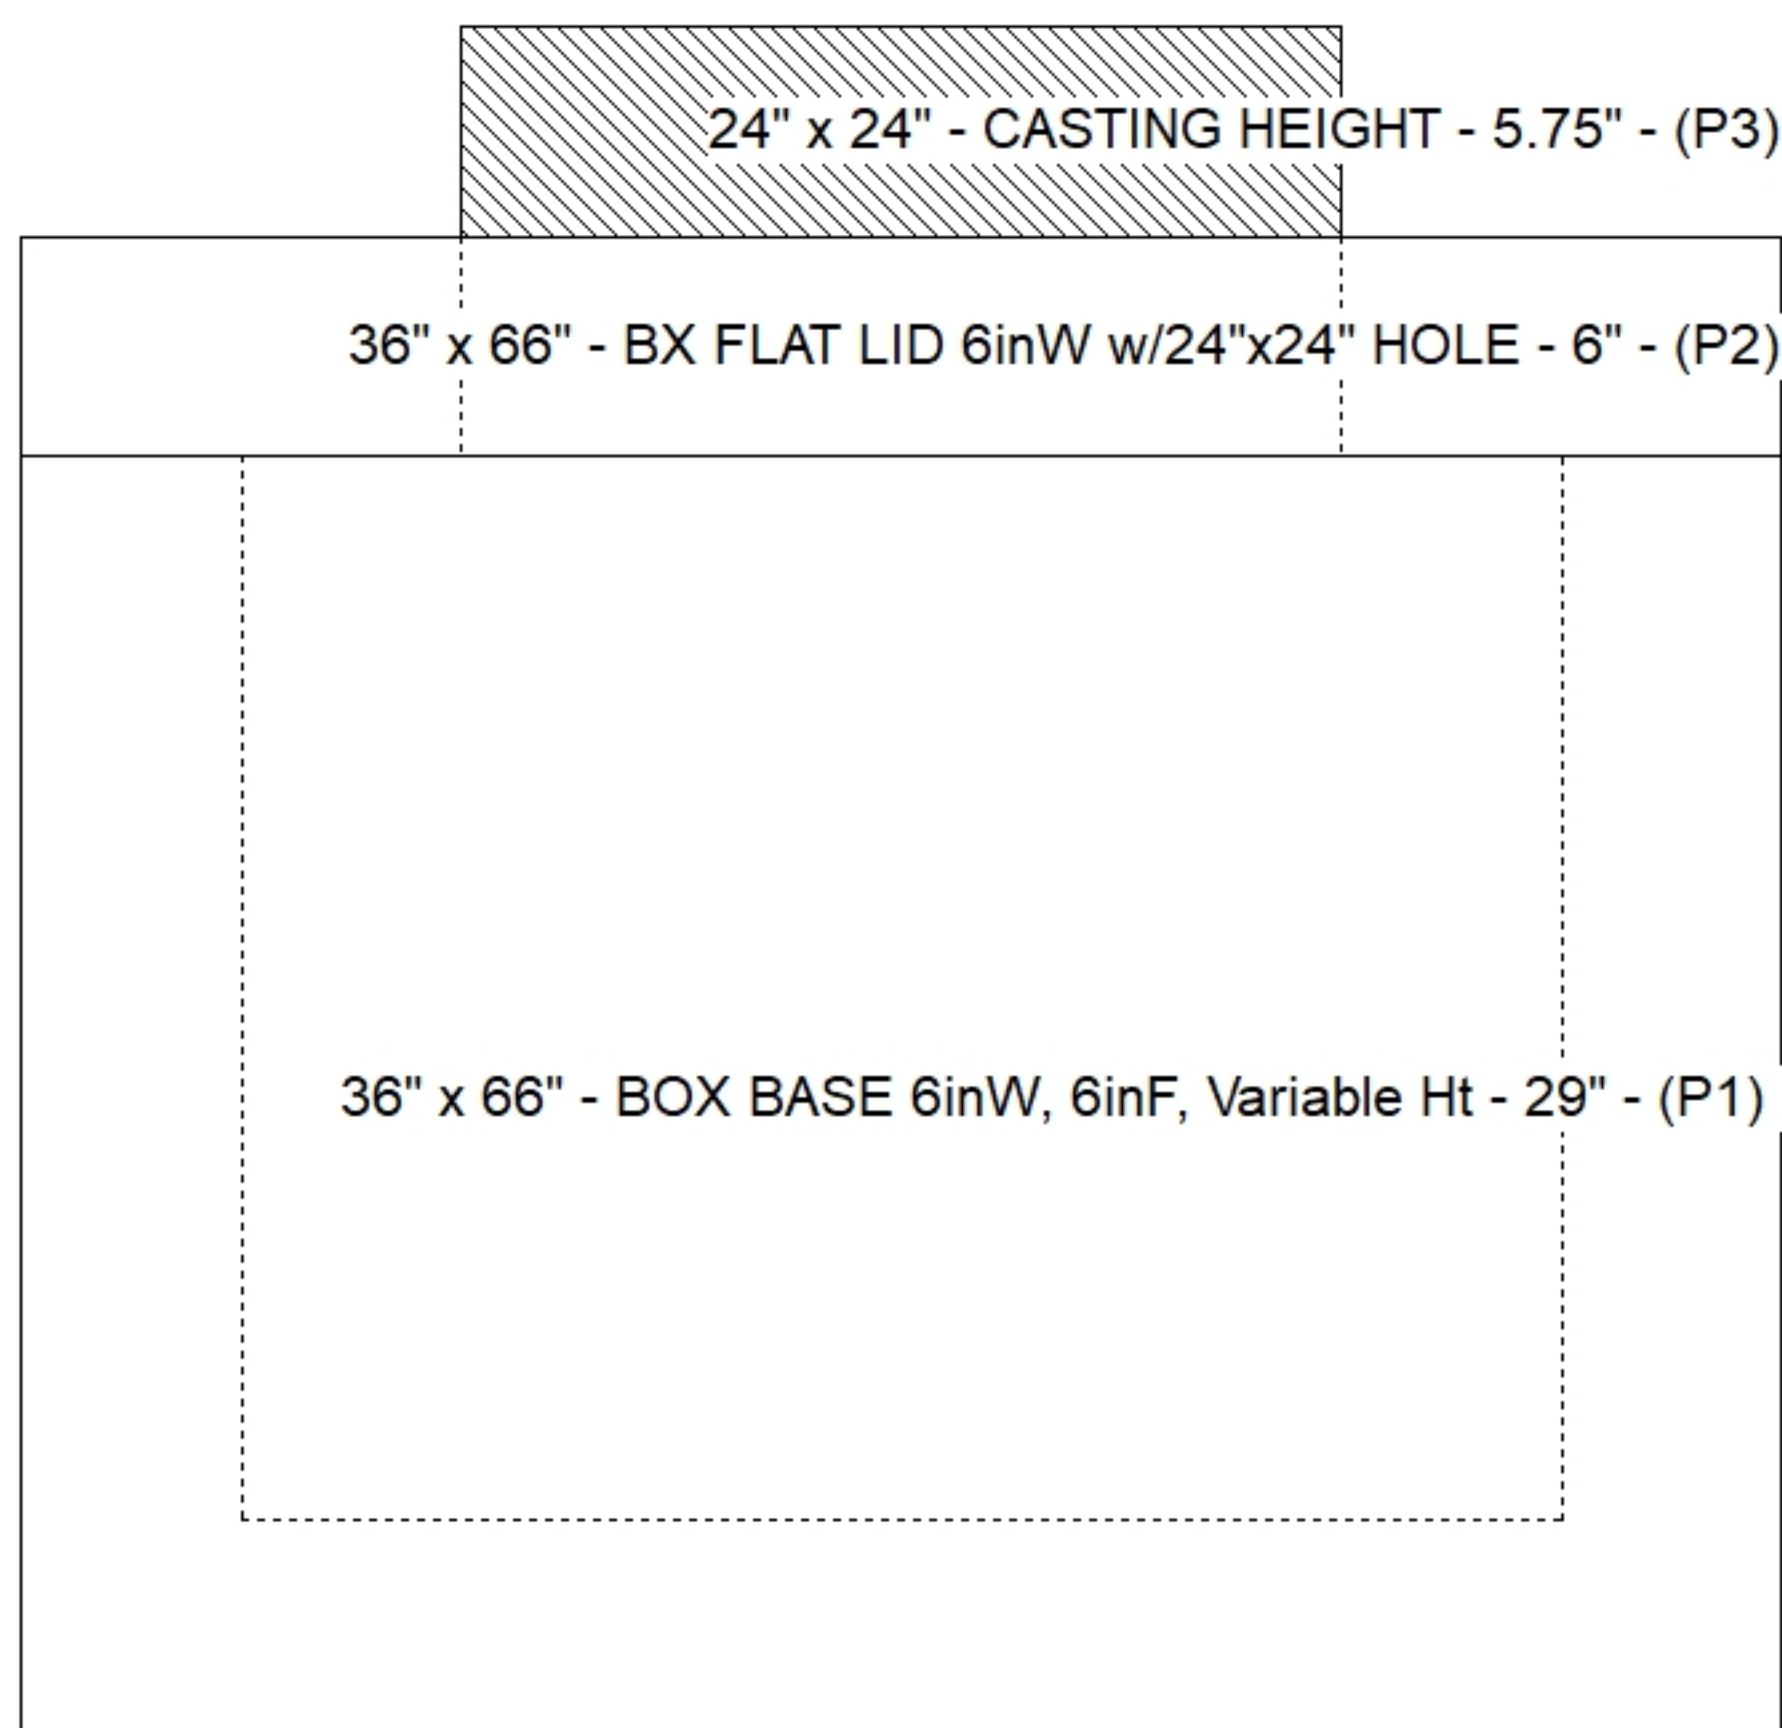 24" x 24" - CASTING HEIGHT - 5.75" - (P3)
36" x 66" - BX FLAT LID 6inW w/24"x24" HOLE - 6" - (P2)
36" x 66" - BOX BASE 6inW, 6inF, Variable Ht - 29" - (P1)